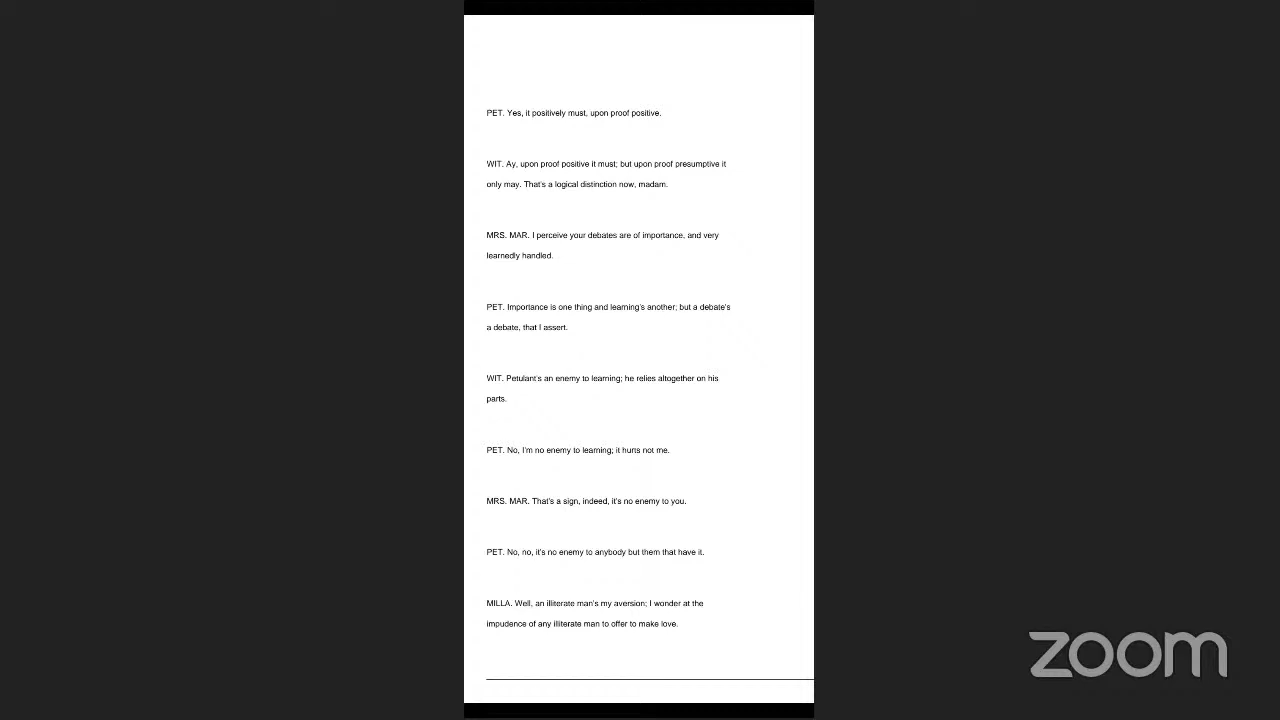 PET. Yes, it positively must, upon proof positive.
WIT. Ay, upon proof positive it must; but upon proof presumptive it
only may. That's a logical distinction now, madam.
MRS. MAR. I perceive your debates are of importance, and very
learnedly handled.
PET. Importance is one thing and learning's another; but a debate's
a debate, that I assert.
WIT. Petulant's an enemy to learning; he relies altogether on his
parts.
PET. No, I'm no enemy to learning; it hurts not me.
MRS. MAR. That's a sign, indeed, it's no enemy to you.
PET. No, no, it's no enemy to anybody but them that have it.
MILLA. Well, an illiterate man's my aversion; I wonder at the
impudence of any illiterate man to offer to make love.
zoom